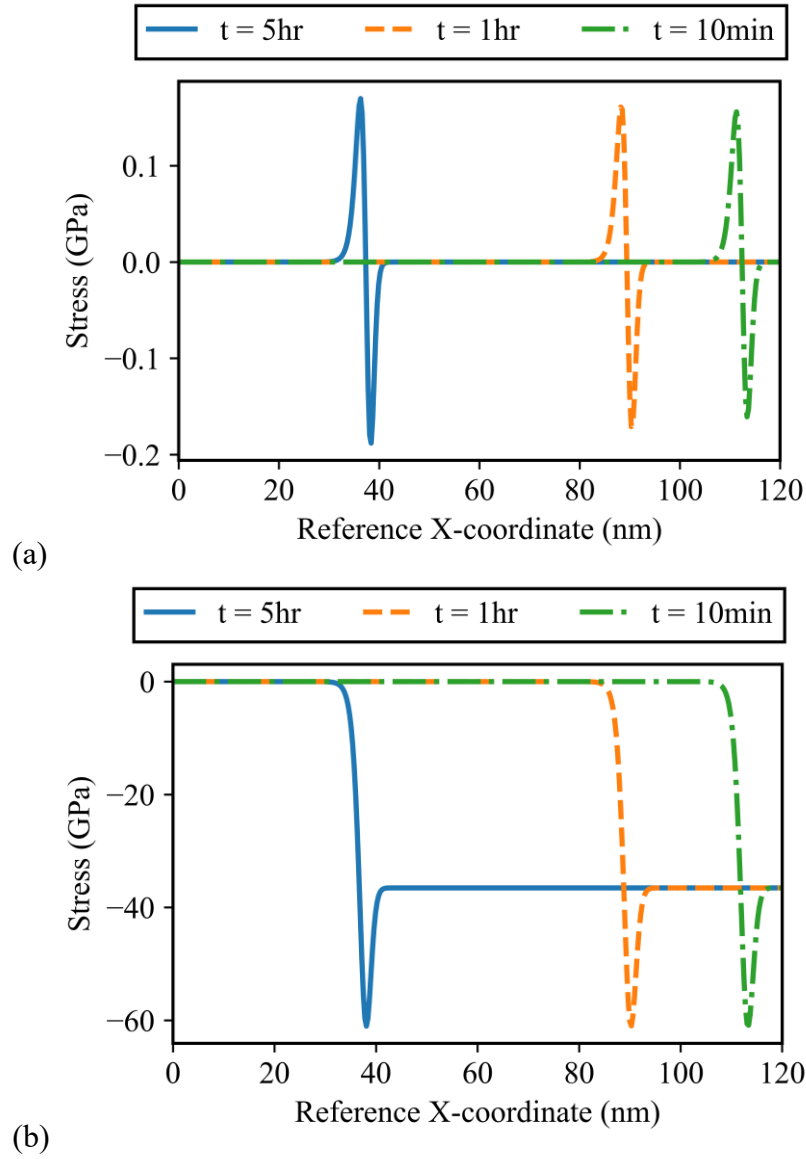 t = 5hr t = 1hr t = 10min
0.1
0.0
−0.1
−0.2
Stress (GPa)
0 20 40 60 80 100 120
Reference X-coordinate (nm)
(a)
t = 5hr t = 1hr t = 10min
0
−20
−40
−60
Stress (GPa)
0 20 40 60 80 100 120
Reference X-coordinate (nm)
(b)